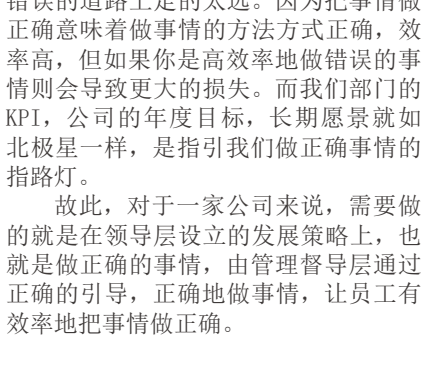 错误的道路上走的太远。因为把事情做
正确意味着做事情的方法方式正确，效
率高，但如果你是高效率地做错误的事
情则会导致更大的损失。而我们部门的
KPI，公司的年度目标，长期愿景就如
北极星一样，是指引我们做正确事情的
指路灯。
故此，对于一家公司来说，需要做
的就是在领导层设立的发展策略上，也
就是做正确的事情，由管理督导层通过
正确的引导，正确地做事情，让员工有
效率地把事情做正确。